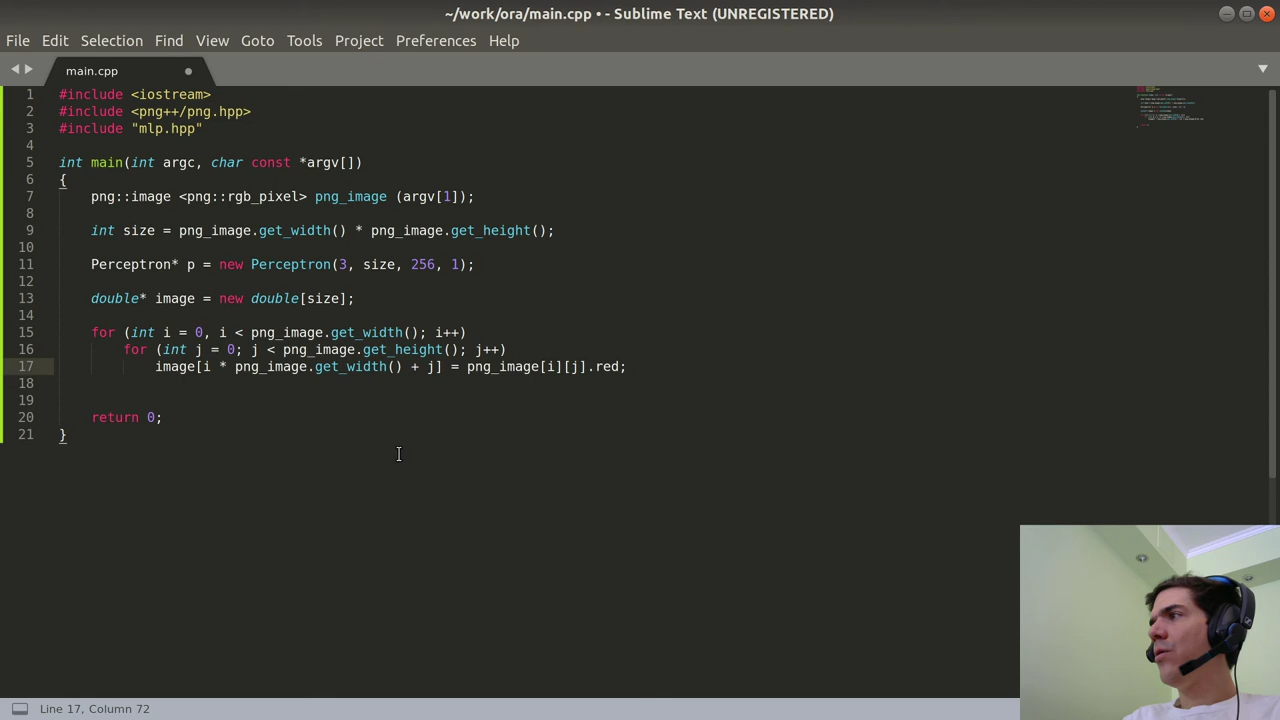 ~/work/ora/main.cpp • - Sublime Text (UNREGISTERED)
File Edit Selection Find View Goto Tools Project Preferences Help
main.cpp
1 #include <iostream>
2 #include <png++/png.hpp>
3 #include "mlp.hpp"
4
5 int main(int argc, char const *argv[])
6 {
7 png::image <png::rgb_pixel> png_image (argv[1]);
8
9 int size = png_image.get_width() * png_image.get_height();
10
11 Perceptron* p = new Perceptron(3, size, 256, 1);
12
13 double* image = new double[size];
14
15 for (int i = 0, i < png_image.get_width(); i++)
16 for (int j = 0; j < png_image.get_height(); j++)
17 image[i * png_image.get_width() + j] = png_image[i][j].red;
18
19
20 return 0;
21 }
Line 17, Column 72